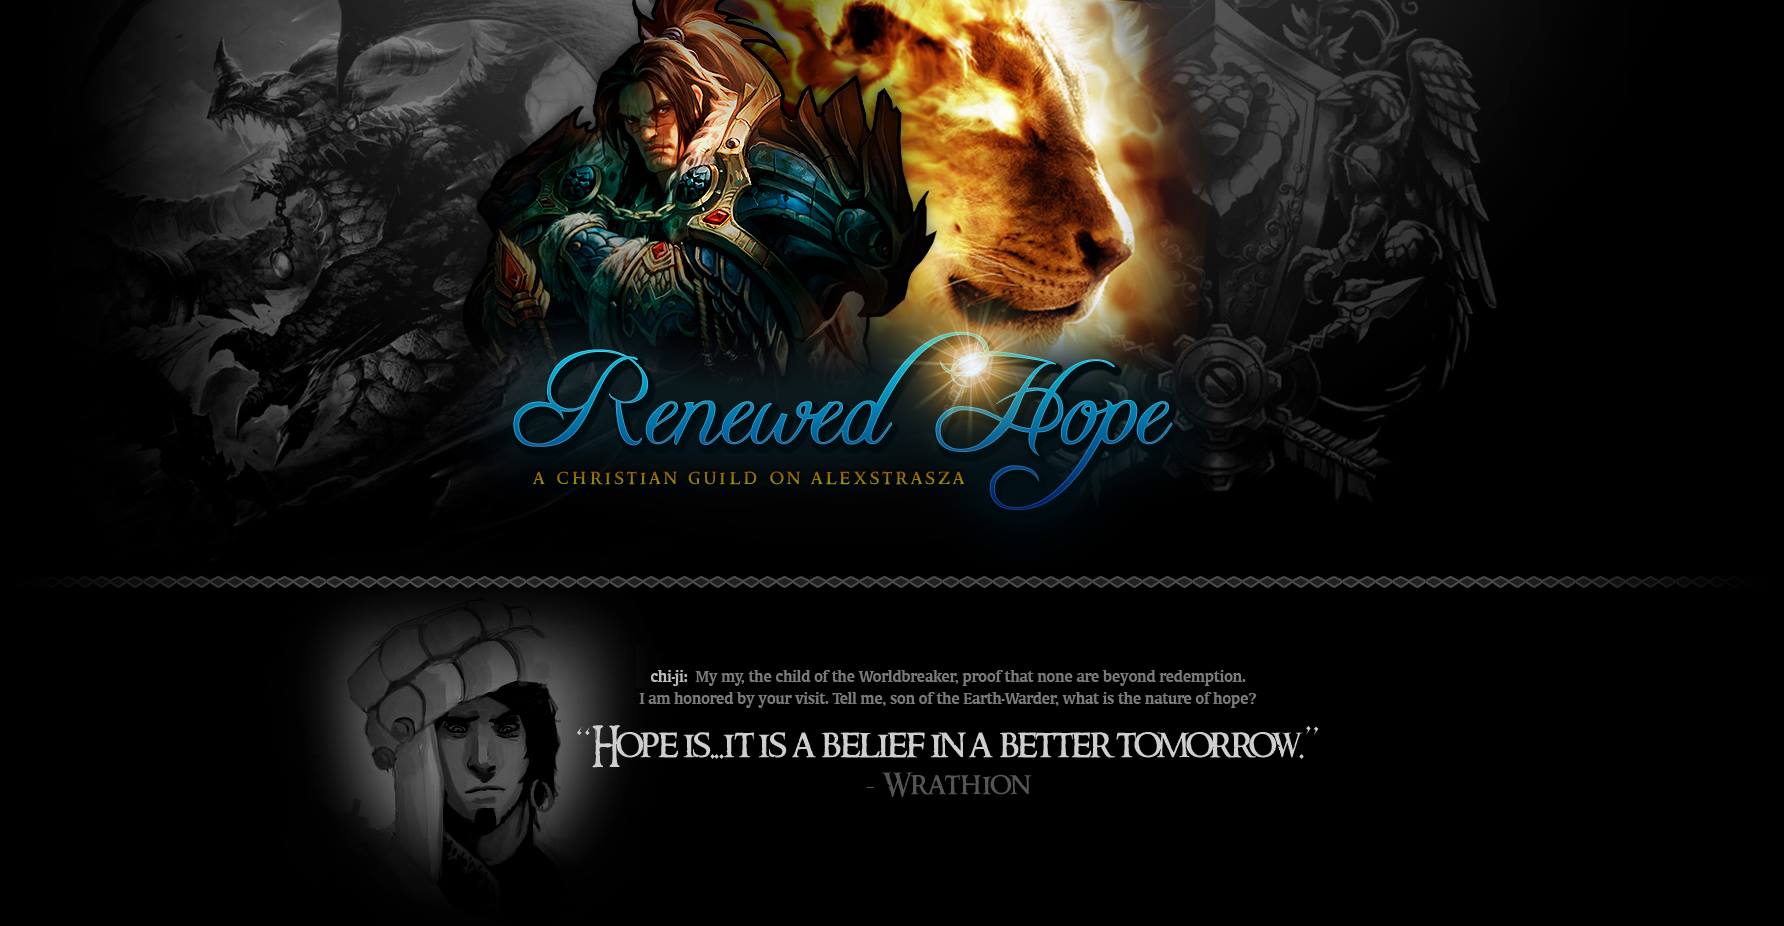 Renewed Hope
A CHRISTIAN GUILD ON ALEXSTRASZA
chi-ji: My my, the child of the Worldbreaker, proof that none are beyond redemption.
I am honored by your visit. Tell me, son of the Earth-Warder, what is the nature of hope?
“HOPE IS...IT IS A BELIEF IN A BETTER TOMORROW.”
- WRATHION